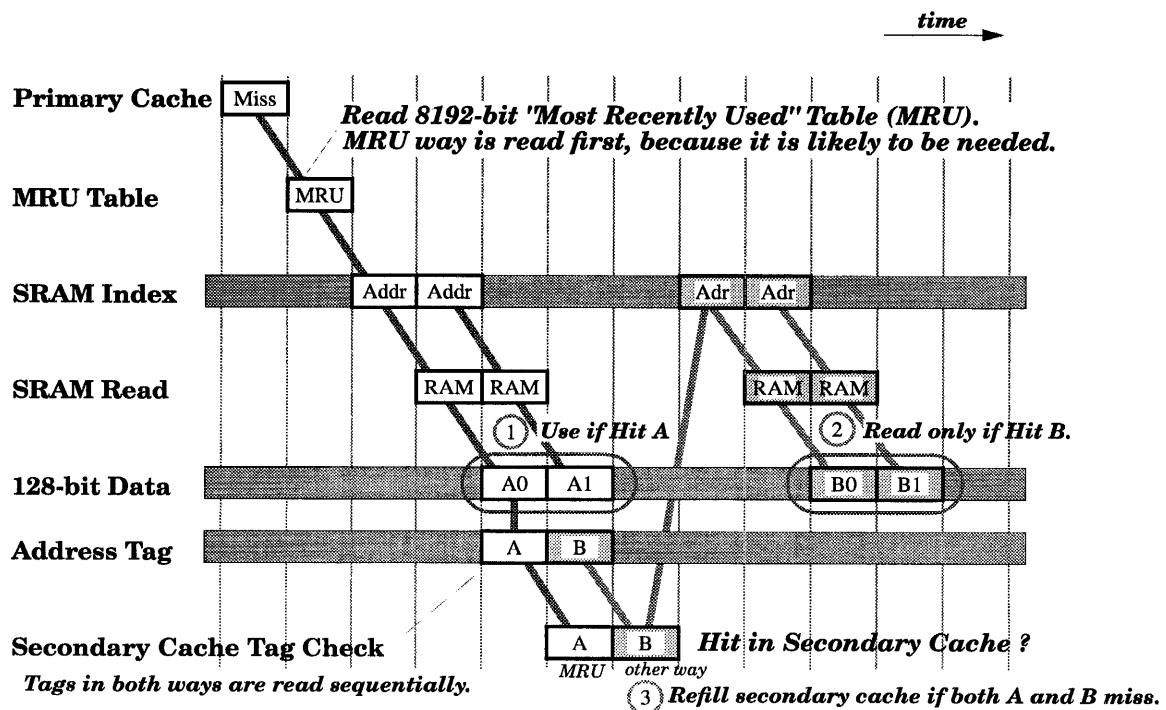 time
Primary Cache Miss
Read 8192-bit "Most Recently Used" Table (MRU).
MRU way is read first, because it is likely to be needed.
MRU Table MRU
SRAM Index Addr Addr Adr Adr
SRAM Read RAM RAM RAM RAM
1 Use if Hit A 2 Read only if Hit B.
128-bit Data A0 A1 B0 B1
Address Tag A B
Secondary Cache Tag Check A B Hit in Secondary Cache ?
MRU other way
Tags in both ways are read sequentially.
3 Refill secondary cache if both A and B miss.